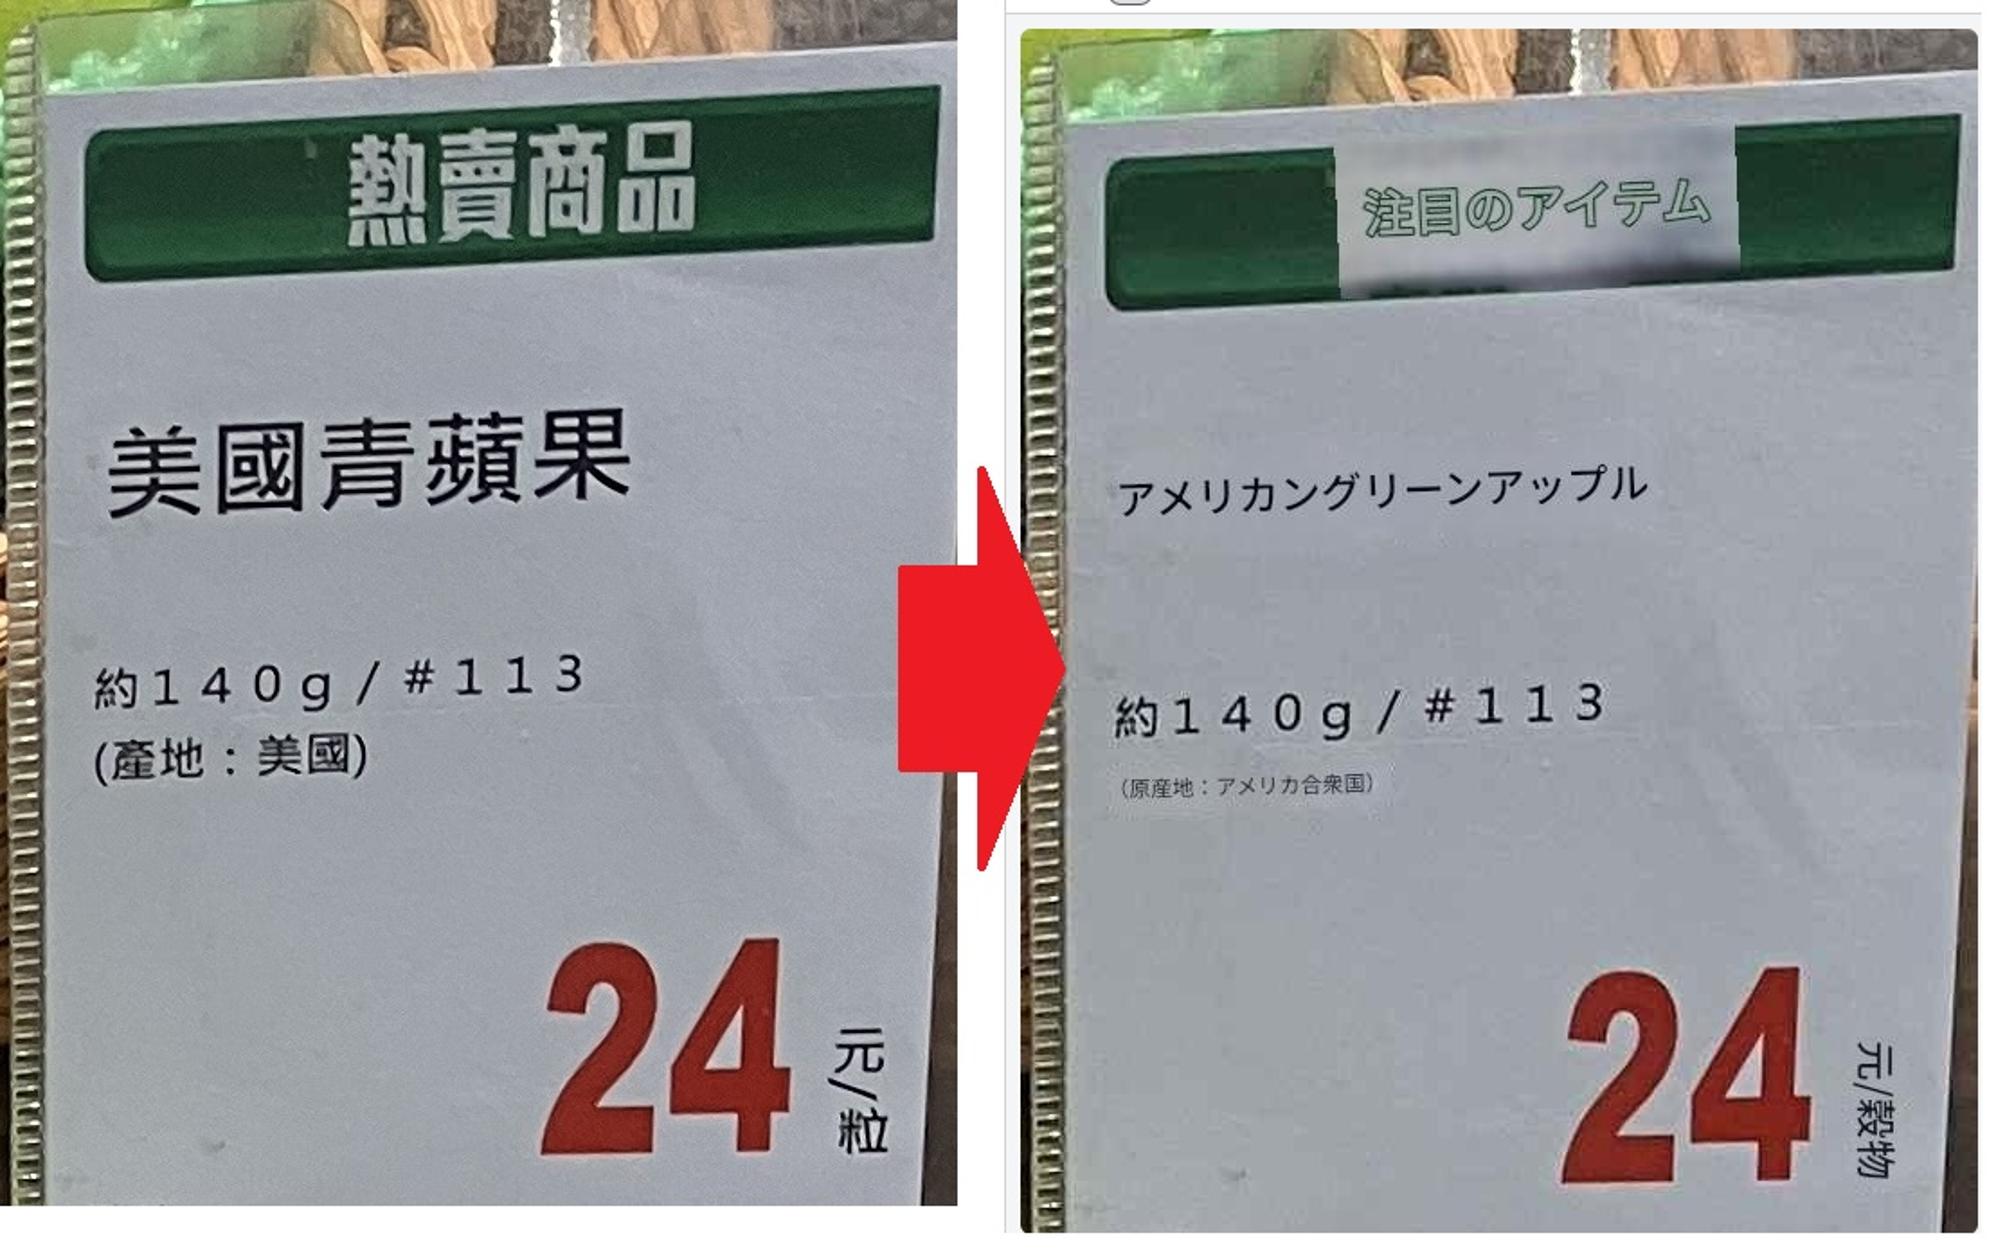 熱賣商品
美國青蘋果
約140g/#113
(產地：美國)
24
元/粒
注目のアイテム
アメリカングリーンアップル
約140g/#113
（原産地：アメリカ合衆国）
24
元/穀物